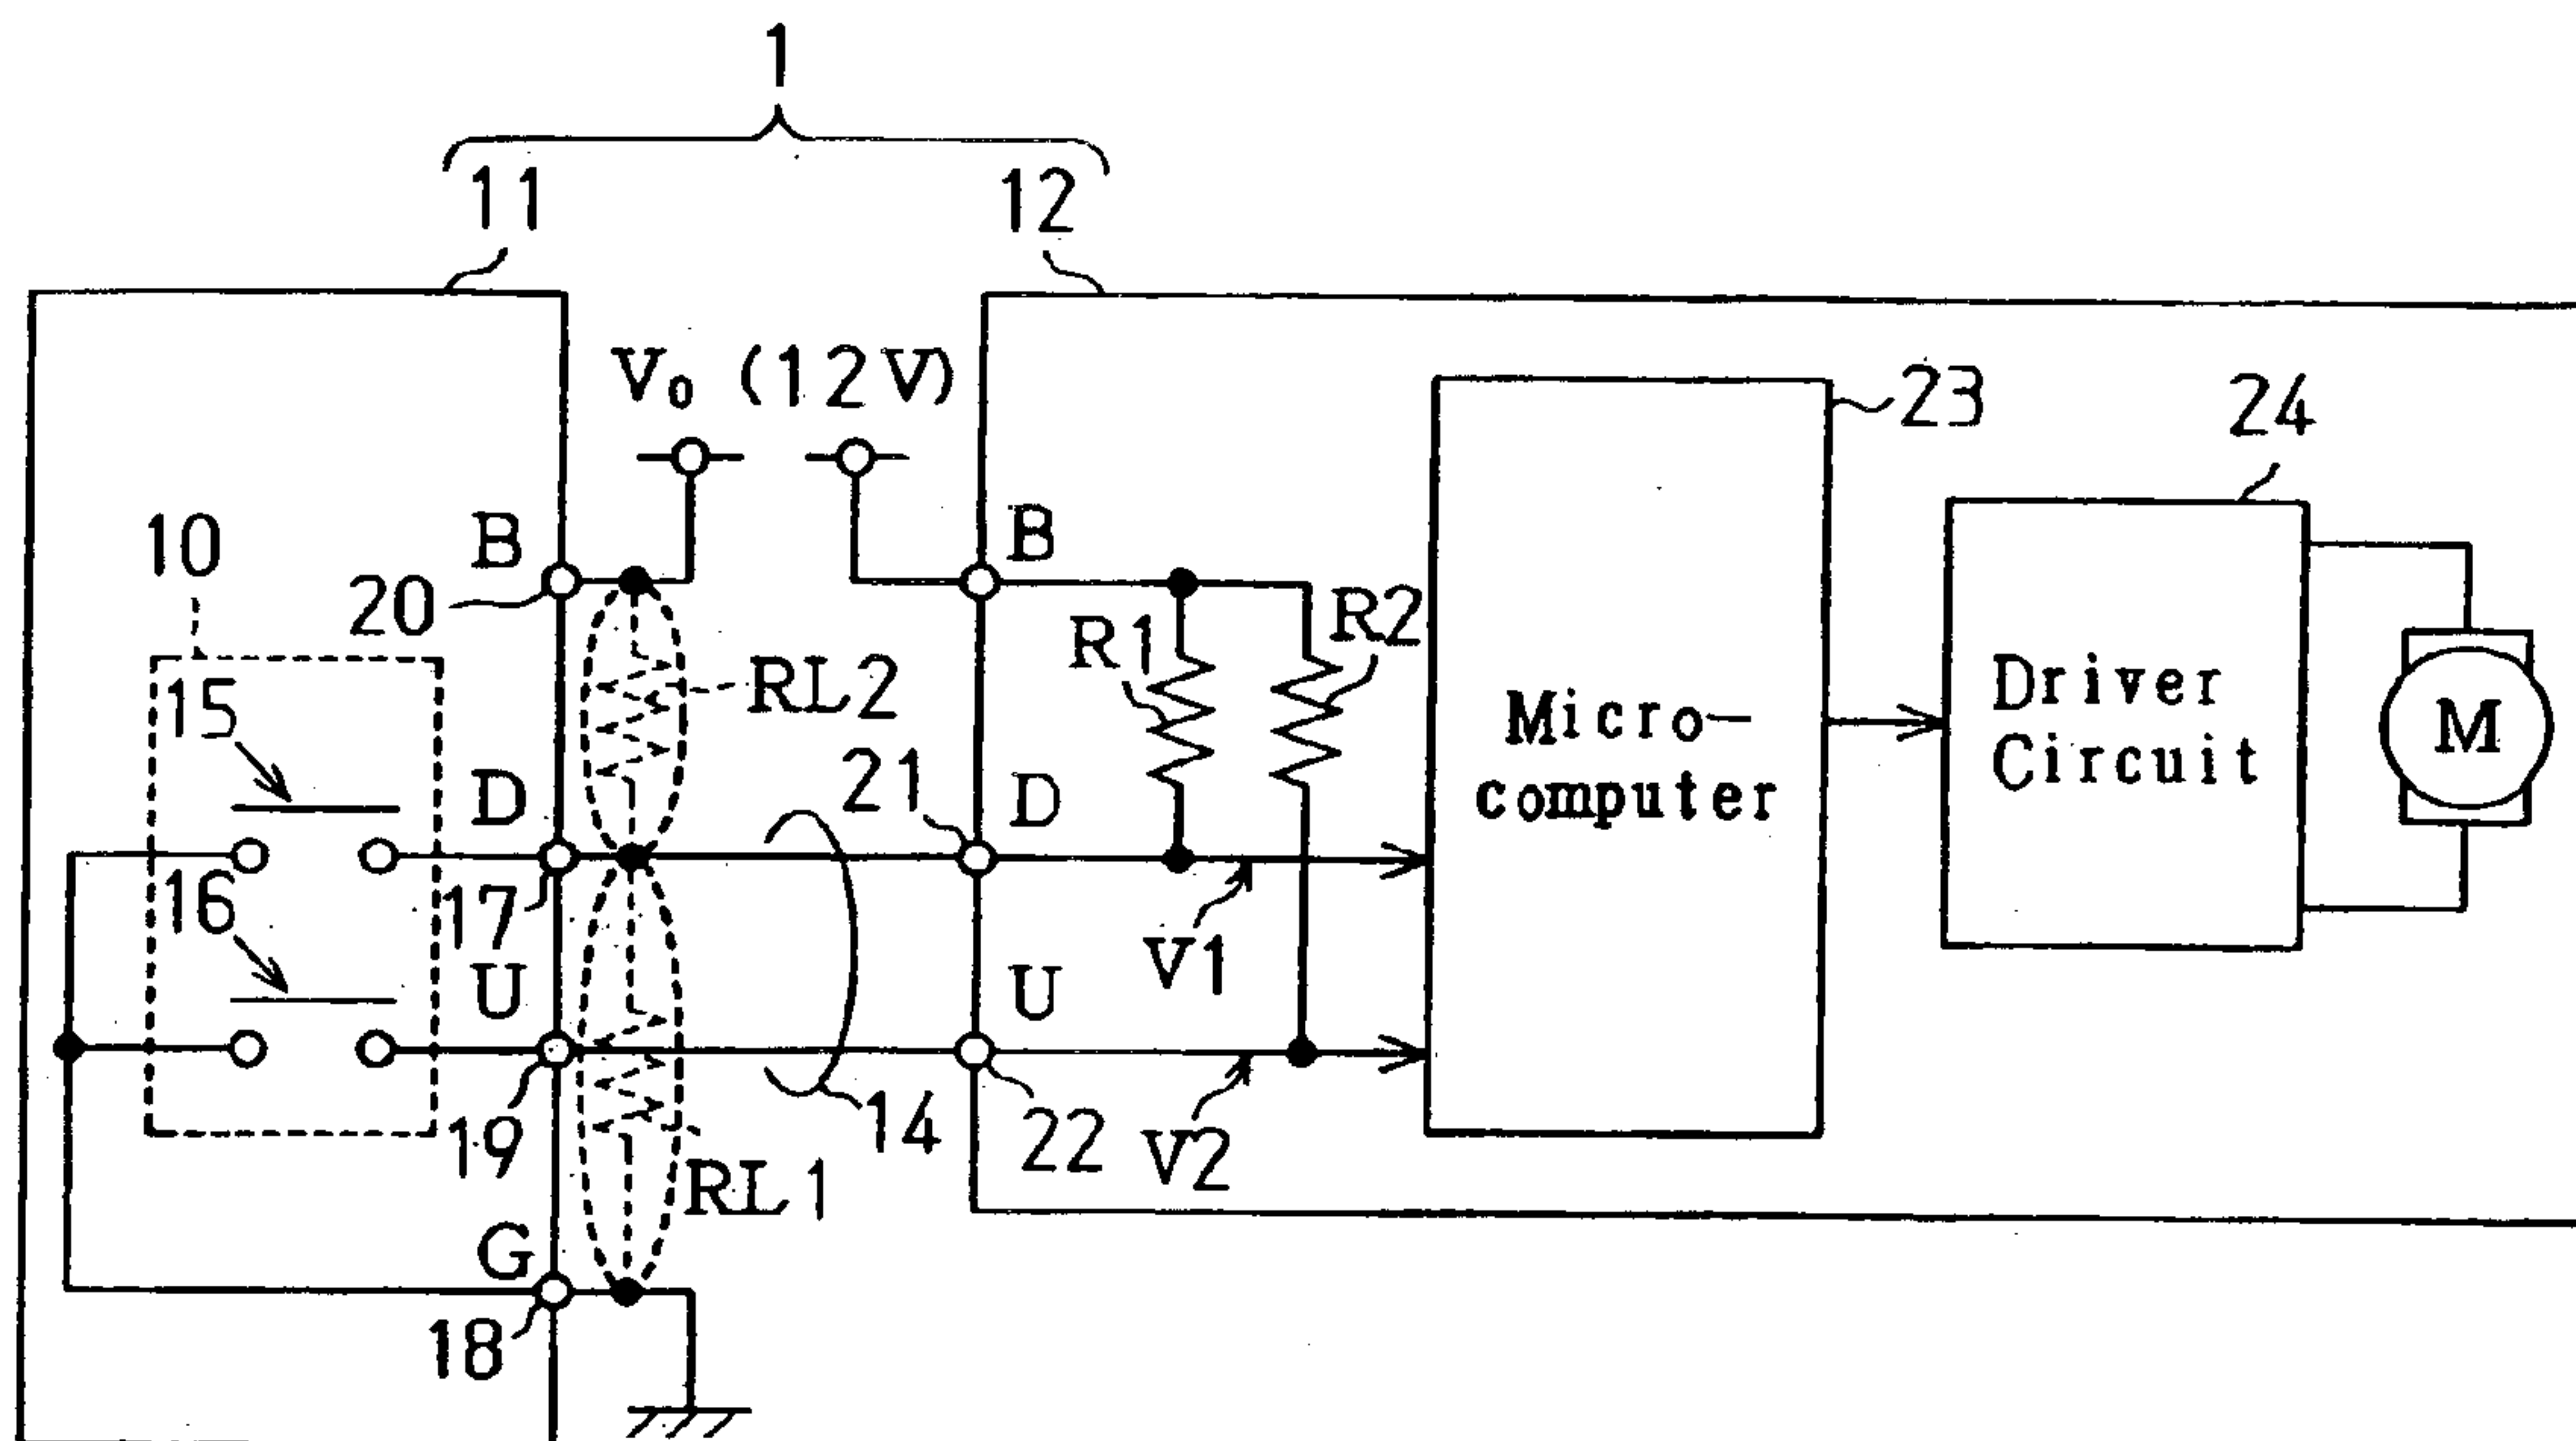 1
11
12
V₀ (12V)
23
24
B
B
10
20
R1
R2
RL2
15
Micro-
computer
Driver
Circuit
M
D
21
D
16
17
V1
U
U
19
14
22
V2
RL1
G
18